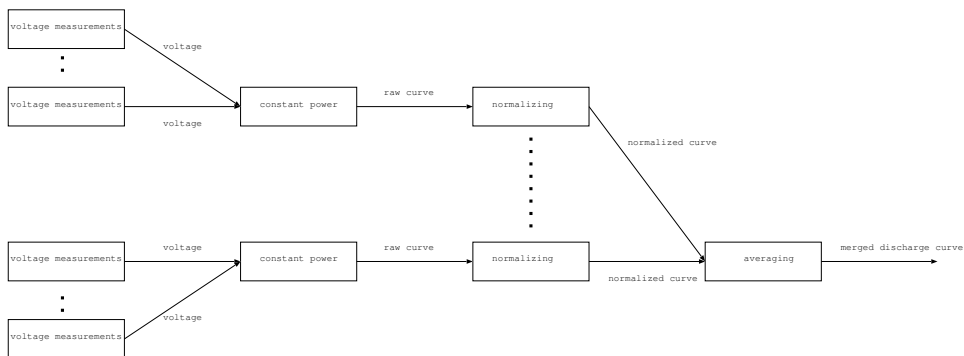 voltage measurements
voltage
voltage measurements
voltage
constant power
raw curve
normalizing
normalized curve
voltage measurements
voltage
constant power
raw curve
normalizing
normalized curve
averaging
merged discharge curve
voltage measurements
voltage